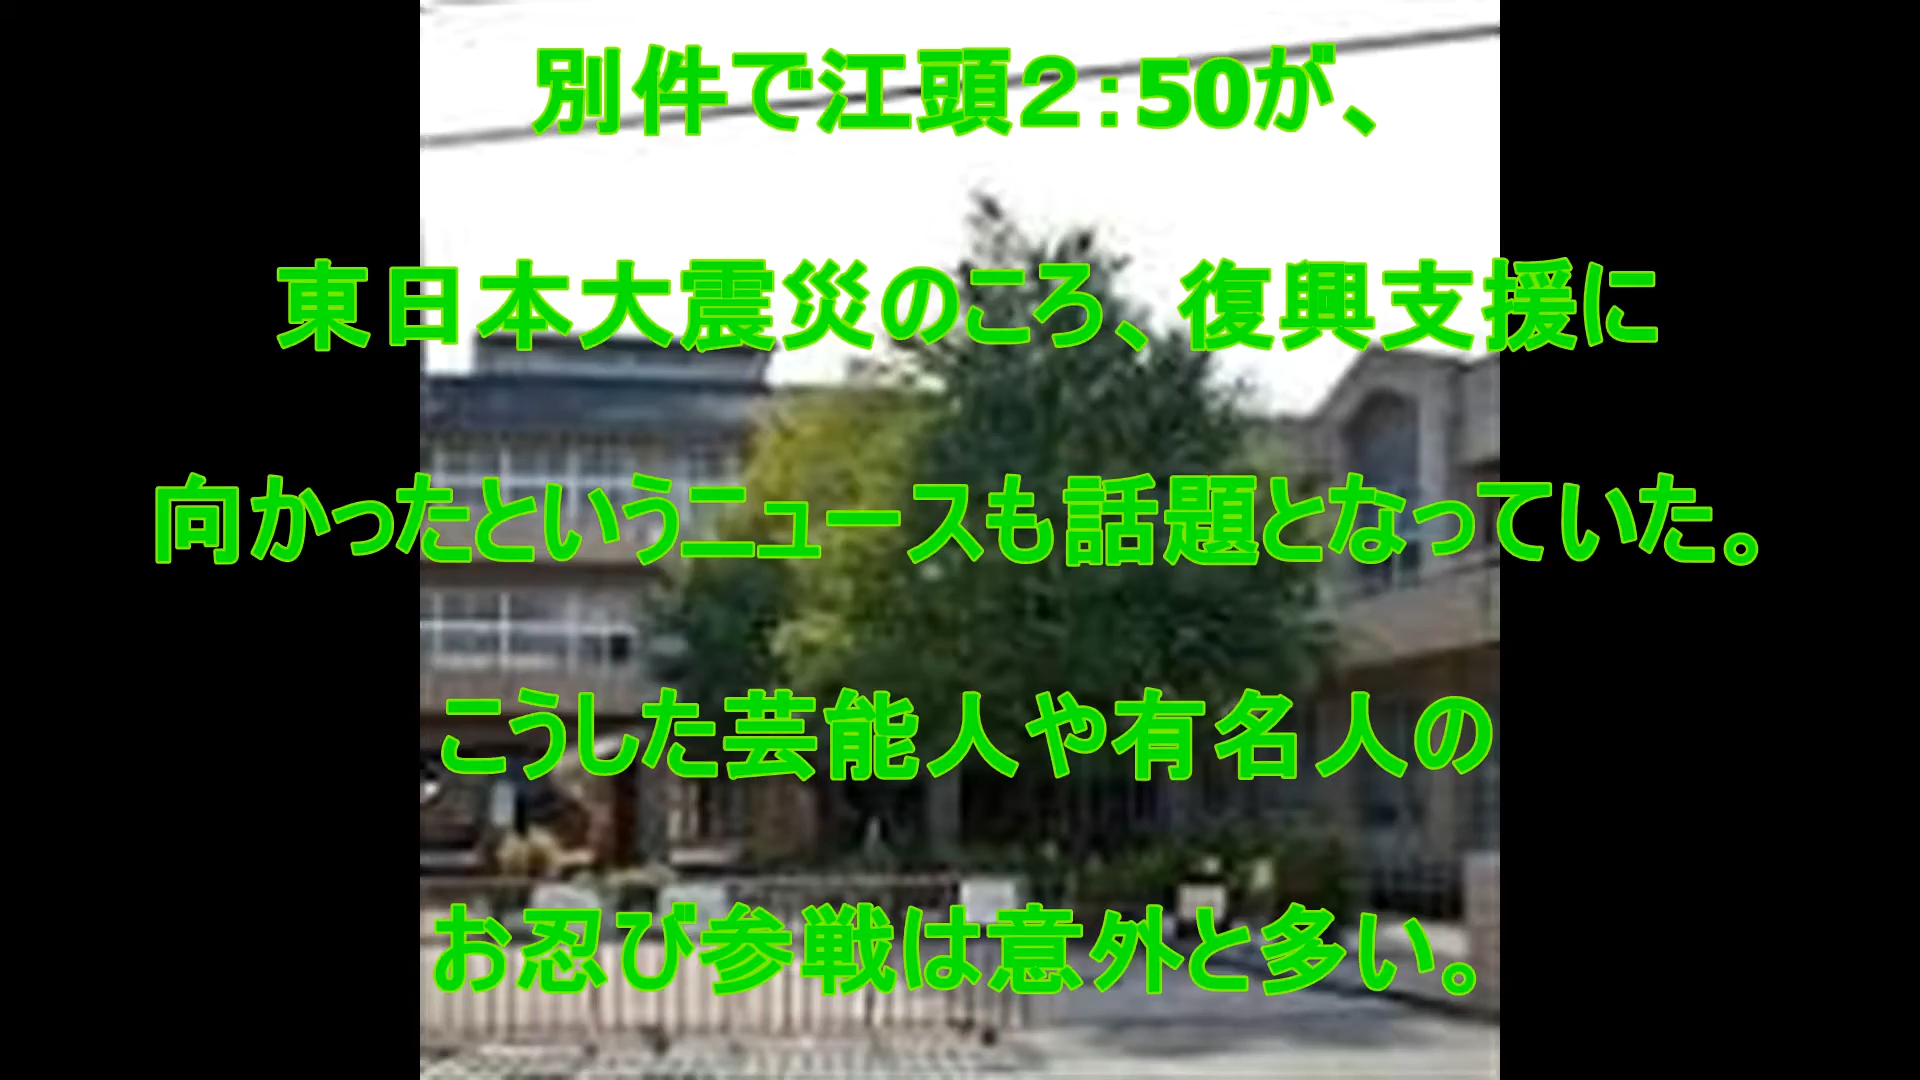 別件で江頭２：50が、
東日本大震災のころ、復興支援に
向かったというニュースも話題となっていた。
こうした芸能人や有名人の
お忍び参戦は意外と多い。